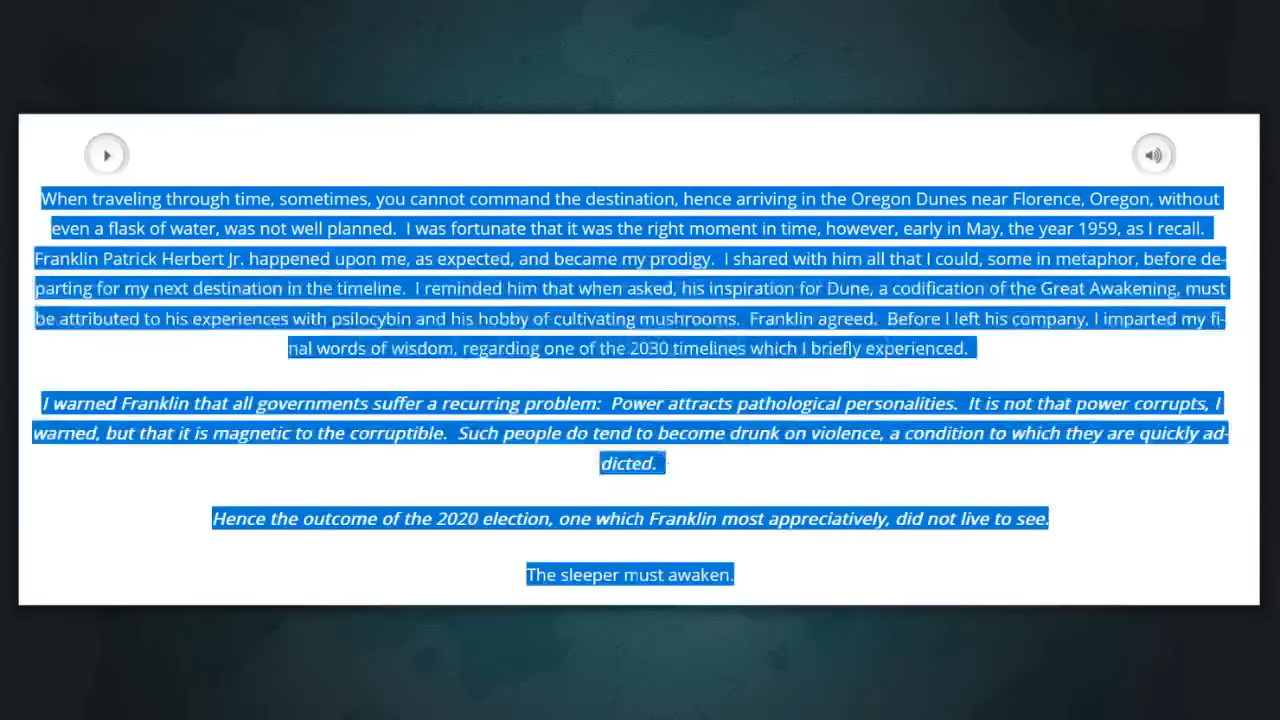 When traveling through time, sometimes, you cannot command the destination, hence arriving in the Oregon Dunes near Florence, Oregon, without
even a flask of water, was not well planned.  I was fortunate that it was the right moment in time, however, early in May, the year 1959, as I recall.
Franklin Patrick Herbert Jr. happened upon me, as expected, and became my prodigy.  I shared with him all that I could, some in metaphor, before de-
parting for my next destination in the timeline.  I reminded him that when asked, his inspiration for Dune, a codification of the Great Awakening, must
be attributed to his experiences with psilocybin and his hobby of cultivating mushrooms.  Franklin agreed.  Before I left his company, I imparted my fi-
nal words of wisdom, regarding one of the 2030 timelines which I briefly experienced.
I warned Franklin that all governments suffer a recurring problem:  Power attracts pathological personalities.  It is not that power corrupts, I
warned, but that it is magnetic to the corruptible.  Such people do tend to become drunk on violence, a condition to which they are quickly ad-
dicted.
Hence the outcome of the 2020 election, one which Franklin most appreciatively, did not live to see.
The sleeper must awaken.